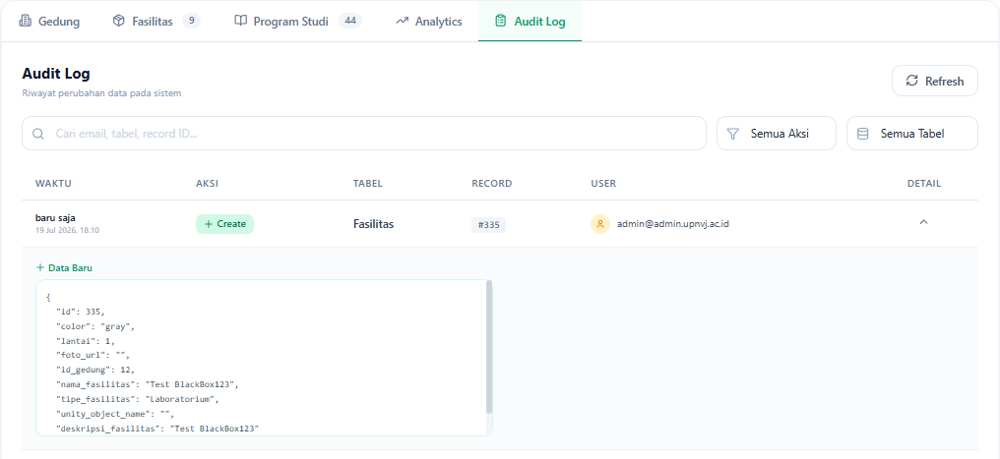 Gedung Fasilitas 9 Program Studi 44 Analytics Audit Log
Audit Log
Riwayat perubahan data pada sistem
Refresh
Cari email, tabel, record ID...
Semua Aksi
Semua Tabel
WAKTU AKSI TABEL RECORD USER DETAIL
baru saja
19 Jul 2026, 18.10
+ Create
Fasilitas
#335
admin@admin.upnvj.ac.id
+ Data Baru
{
"id": 335,
"color": "gray",
"lantai": 1,
"foto_url": "",
"id_gedung": 12,
"nama_fasilitas": "Test BlackBox123",
"tipe_fasilitas": "Laboratorium",
"unity_object_name": "",
"deskripsi_fasilitas": "Test BlackBox123"